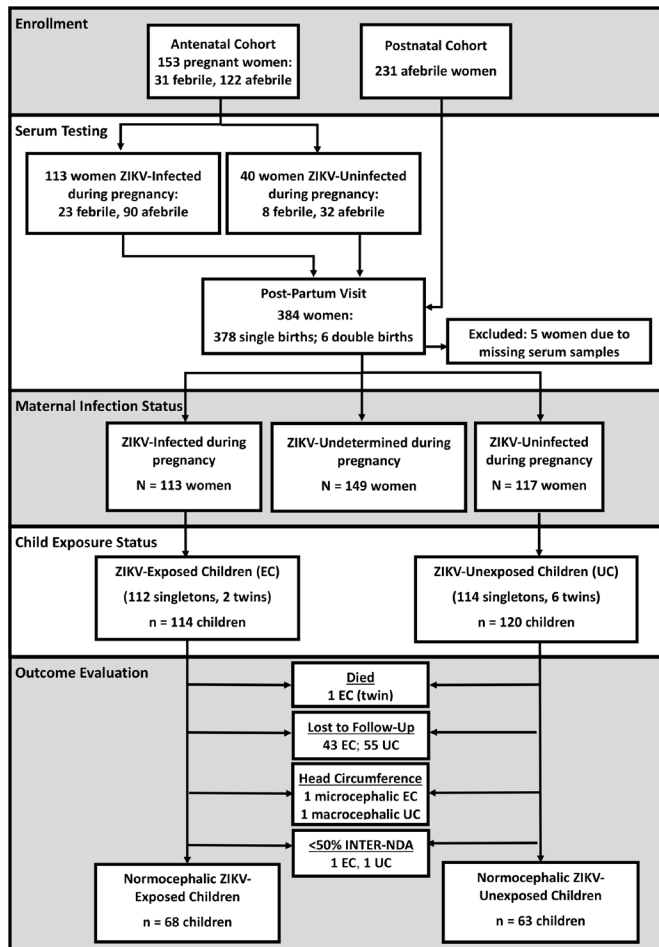 Enrollment
Antenatal Cohort
153 pregnant women:
31 febrile, 122 afebrile
Postnatal Cohort
231 afebrile women
Serum Testing
113 women ZIKV-Infected
during pregnancy:
23 febrile, 90 afebrile
40 women ZIKV-Uninfected
during pregnancy:
8 febrile, 32 afebrile
Post-Partum Visit
384 women:
378 single births; 6 double births
Excluded: 5 women due to
missing serum samples
Maternal Infection Status
ZIKV-Infected during
pregnancy
N = 113 women
ZIKV-Undetermined during
pregnancy
N = 149 women
ZIKV-Uninfected
during pregnancy
N = 117 women
Child Exposure Status
ZIKV-Exposed Children (EC)
(112 singletons, 2 twins)
n = 114 children
ZIKV-Unexposed Children (UC)
(114 singletons, 6 twins)
n = 120 children
Outcome Evaluation
Died
1 EC (twin)
Lost to Follow-Up
43 EC; 55 UC
Head Circumference
1 microcephalic EC
1 macrocephalic UC
<50% INTER-NDA
1 EC, 1 UC
Normocephalic ZIKV-
Exposed Children
n = 68 children
Normocephalic ZIKV-
Unexposed Children
n = 63 children